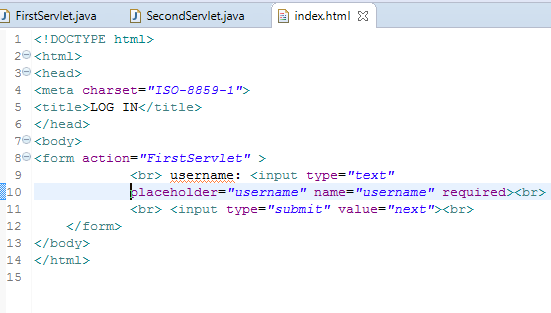 FirstServlet.java SecondServlet.java index.html
1 <!DOCTYPE html>
2 <html>
3 <head>
4 <meta charset="ISO-8859-1">
5 <title>LOG IN</title>
6 </head>
7 <body>
8 <form action="FirstServlet" >
9 <br> username: <input type="text"
10 placeholder="username" name="username" required><br>
11 <br> <input type="submit" value="next"><br>
12 </form>
13 </body>
14 </html>
15